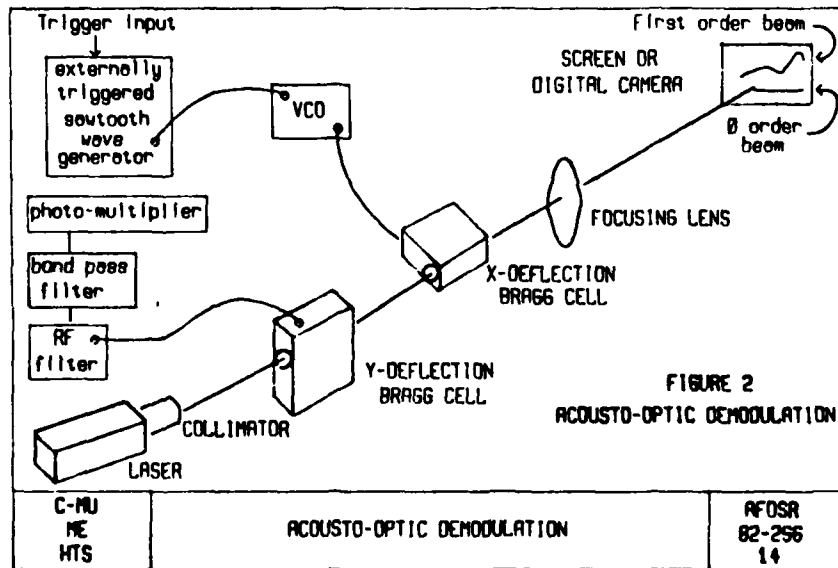 Trigger input
externally
triggered
sawtooth
wave
generator
VCO
SCREEN OR
DIGITAL CAMERA
First order beam
0 order
beam
photo-multiplier
band pass
filter
RF
filter
FOCUSING LENS
X-DEFLECTION
BRAGG CELL
Y-DEFLECTION
BRAGG CELL
COLLIMATOR
LASER
FIGURE 2
ACOUSTO-OPTIC DEMODULATION
C-MU
ME
HTS
ACOUSTO-OPTIC DEMODULATION
AFOSR
82-256
14